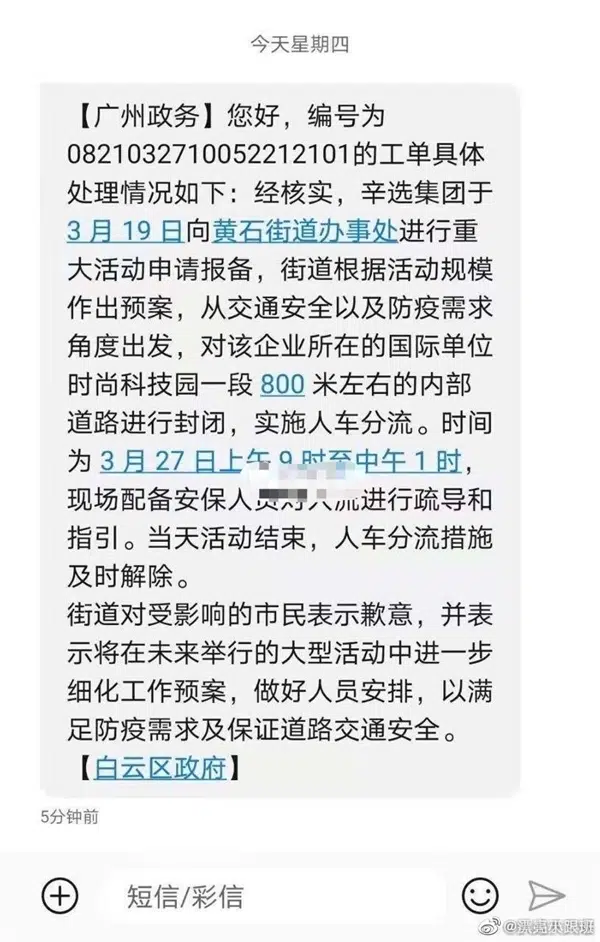 今天星期四
【广州政务】您好，编号为
0821032710052212101的工单具体
处理情况如下：经核实，辛选集团于
3 月 19 日向黄石街道办事处进行重
大活动申请报备，街道根据活动规模
作出预案，从交通安全以及防疫需求
角度出发，对该企业所在的国际单位
时尚科技园一段 800 米左右的内部
道路进行封闭，实施人车分流。时间
为 3 月 27 日上午 9 时至中午 1 时，
现场配备安保人员对人流进行疏导和
指引。当天活动结束，人车分流措施
及时解除。
街道对受影响的市民表示歉意，并表
示将在未来举行的大型活动中进一步
细化工作预案，做好人员安排，以满
足防疫需求及保证道路交通安全。
【白云区政府】
5分钟前
短信/彩信